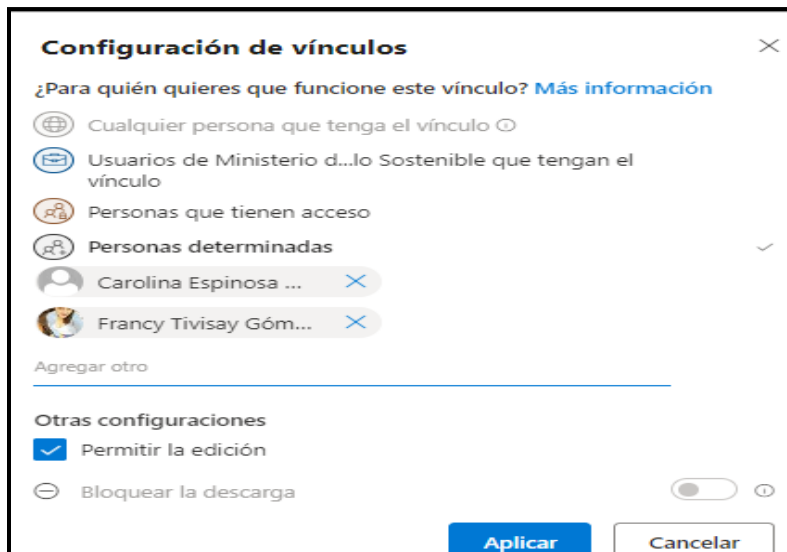 Configuración de vínculos
¿Para quién quieres que funcione este vínculo? Más información
Cualquier persona que tenga el vínculo
Usuarios de Ministerio d...lo Sostenible que tengan el
vínculo
Personas que tienen acceso
Personas determinadas
Carolina Espinosa ...
Francy Tivisay Góm...
Agregar otro
Otras configuraciones
Permitir la edición
Bloquear la descarga
Aplicar Cancelar